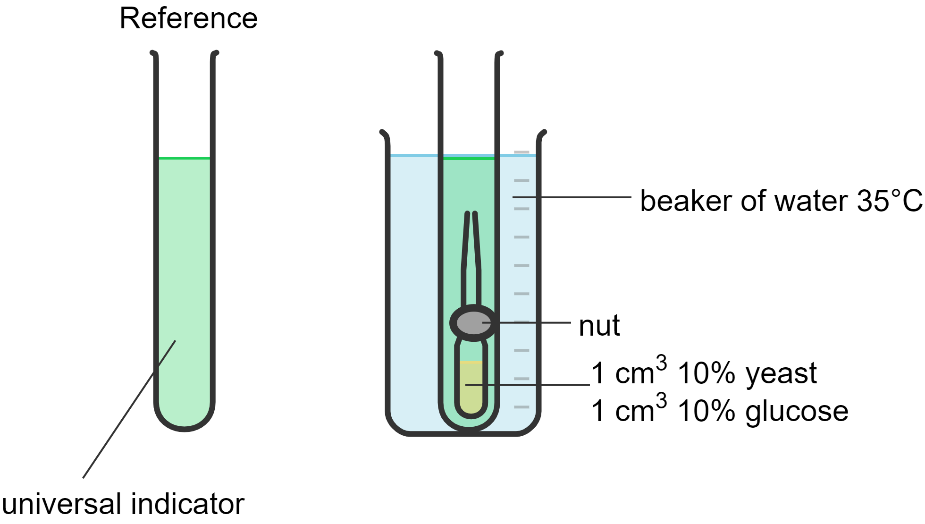 Reference
beaker of water 35°C
nut
1 cm³ 10% yeast
1 cm³ 10% glucose
universal indicator